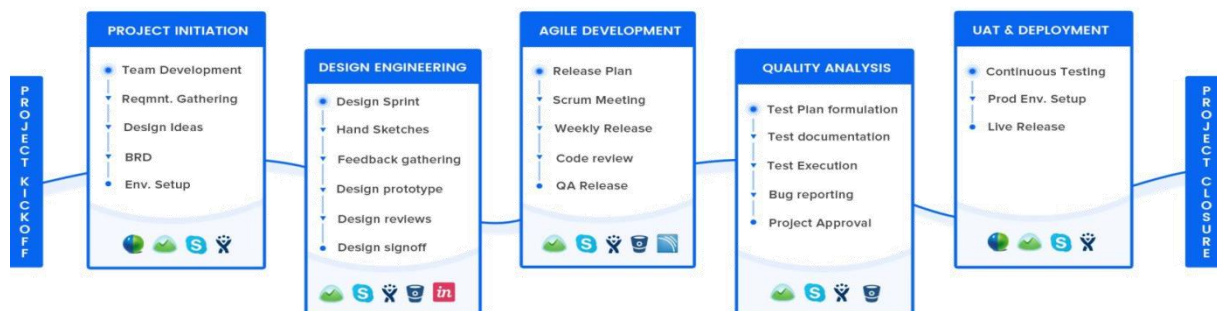 PROJECT KICKOFF
PROJECT INITIATION
Team Development
Reqmnt. Gathering
Design Ideas
BRD
Env. Setup
DESIGN ENGINEERING
Design Sprint
Hand Sketches
Feedback gathering
Design prototype
Design reviews
Design signoff
in
AGILE DEVELOPMENT
Release Plan
Scrum Meeting
Weekly Release
Code review
QA Release
QUALITY ANALYSIS
Test Plan formulation
Test documentation
Test Execution
Bug reporting
Project Approval
UAT & DEPLOYMENT
Continuous Testing
Prod Env. Setup
Live Release
PROJECT CLOSURE